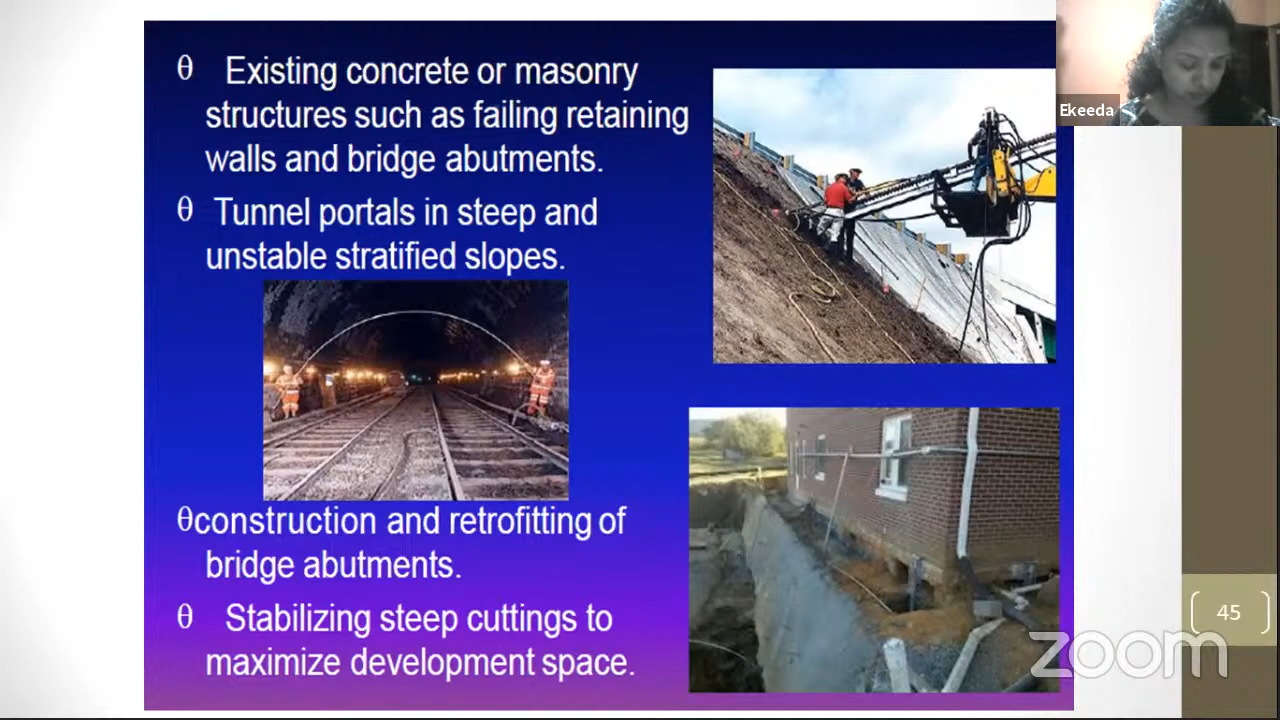 θ Existing concrete or masonry
structures such as failing retaining
walls and bridge abutments.
θ Tunnel portals in steep and
unstable stratified slopes.
θconstruction and retrofitting of
bridge abutments.
θ Stabilizing steep cuttings to
maximize development space.
Ekeeda
45
zoom